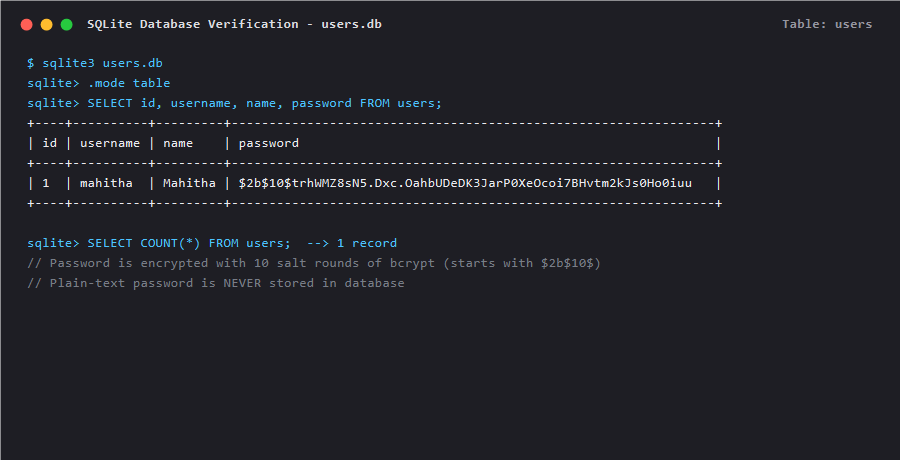 SQLite Database Verification - users.db
Table: users
$ sqlite3 users.db
sqlite> .mode table
sqlite> SELECT id, username, name, password FROM users;
+----+----------+---------+----------------------------------------------------------------+
| id | username | name    | password                                                       |
+----+----------+---------+----------------------------------------------------------------+
| 1  | mahitha  | Mahitha | $2b$10$trhWMZ8sN5.Dxc.OahbUDeDK3JarP0XeOcoi7BHvtm2kJs0Ho0iuu   |
+----+----------+---------+----------------------------------------------------------------+
sqlite> SELECT COUNT(*) FROM users;  --> 1 record
// Password is encrypted with 10 salt rounds of bcrypt (starts with $2b$10$)
// Plain-text password is NEVER stored in database